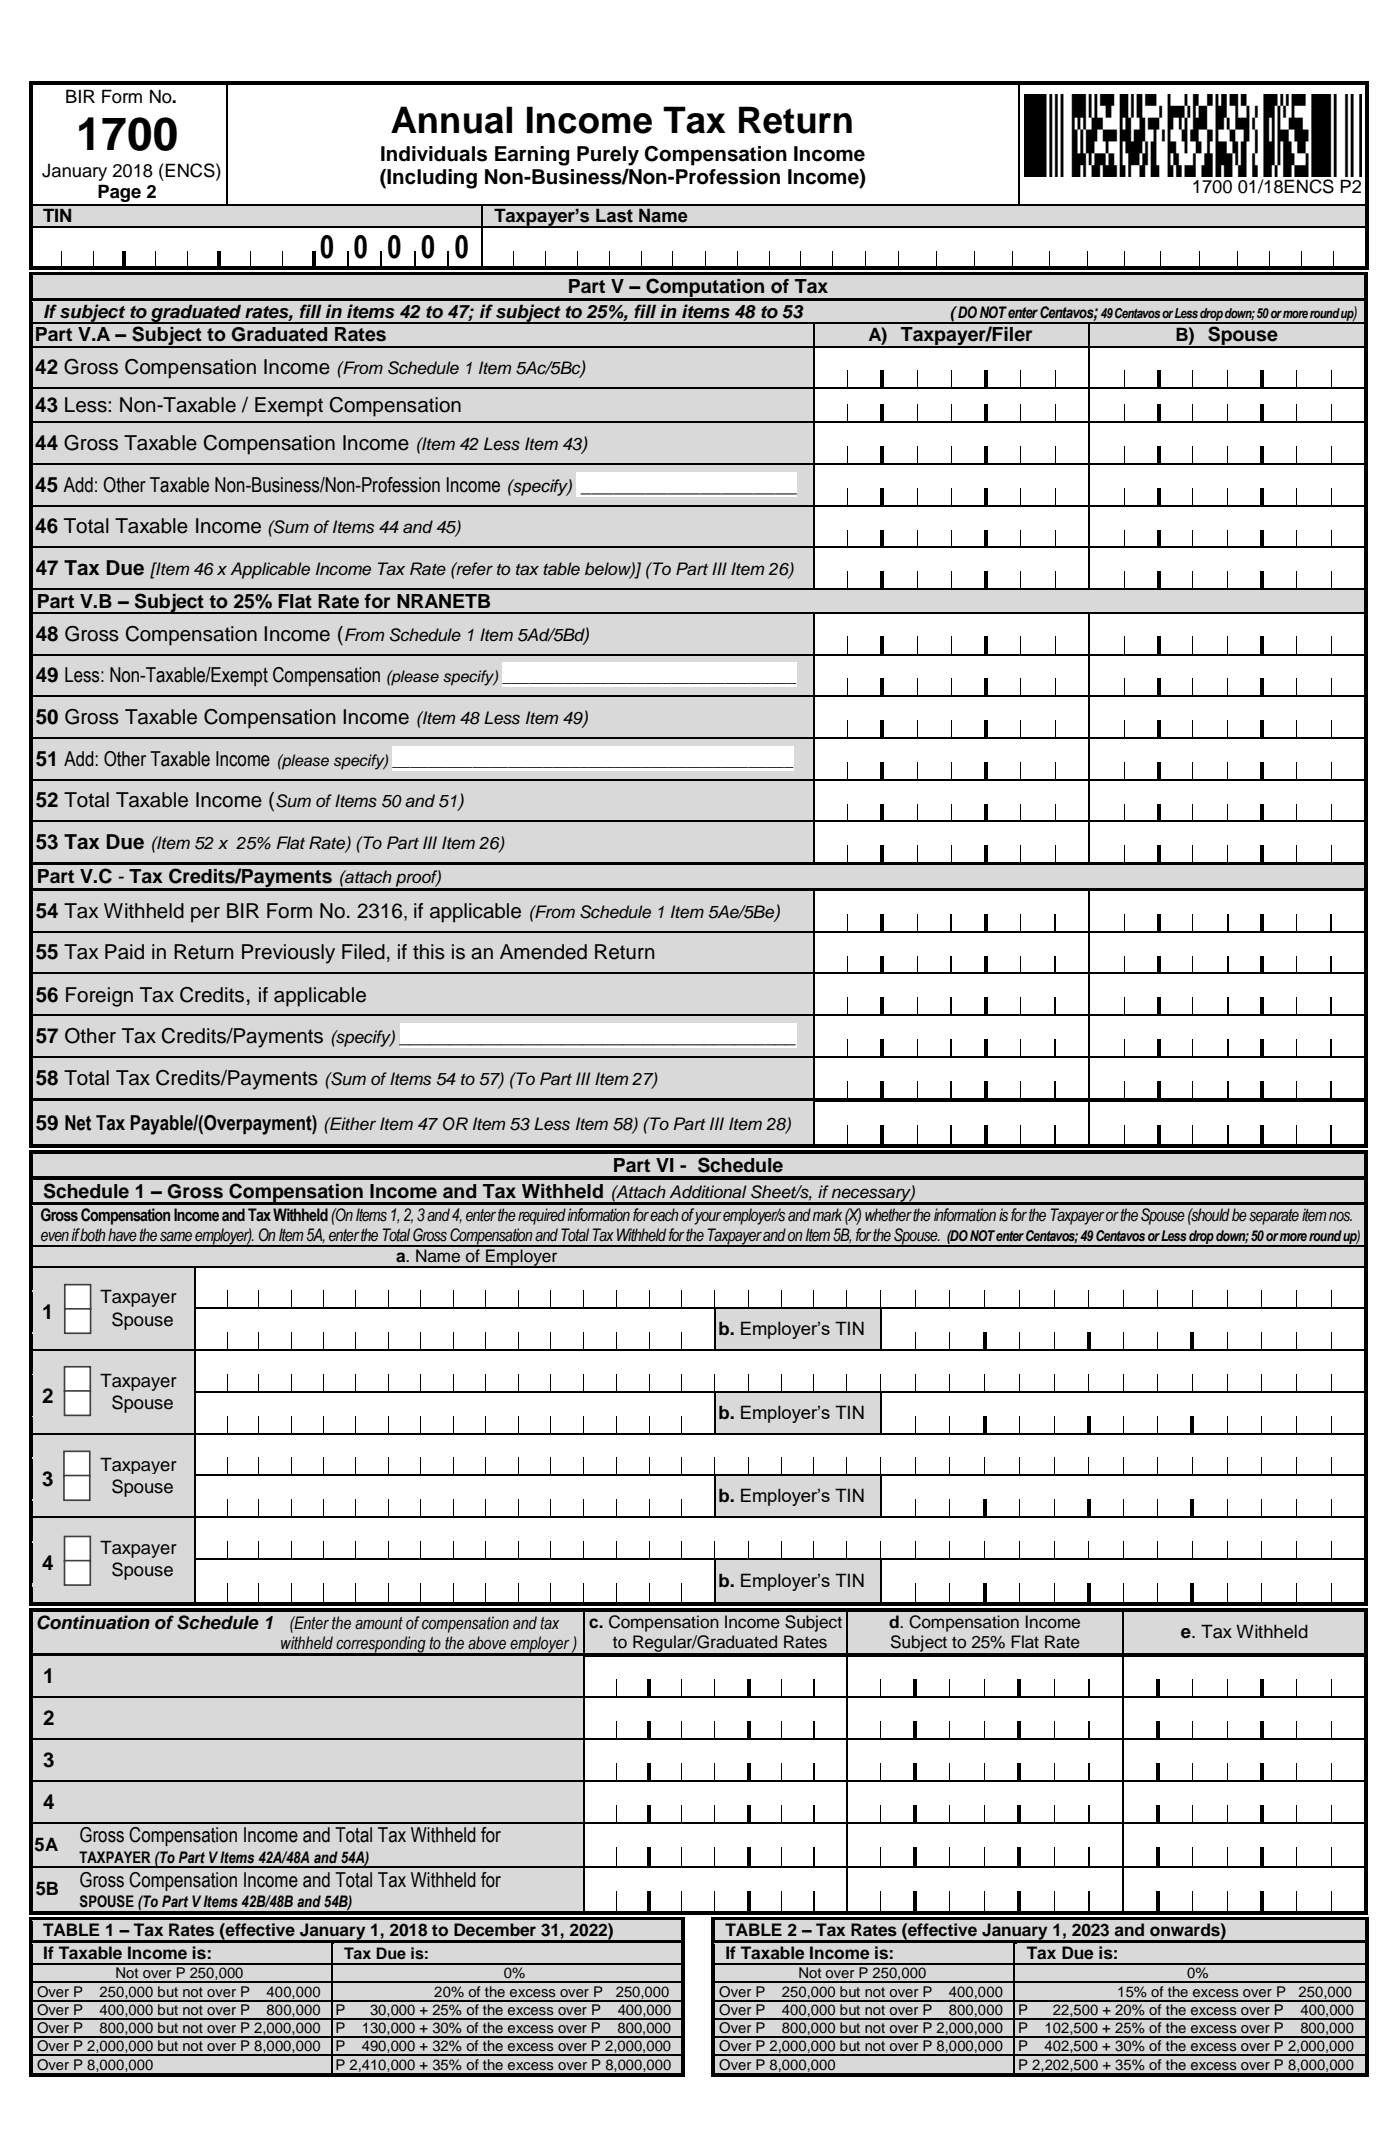 BIR Form No.
1700
January 2018 (ENCS)
Page 2
Annual Income Tax Return
Individuals Earning Purely Compensation Income
(Including Non-Business/Non-Profession Income)
1700 01/18ENCS P2
TIN
Taxpayer’s Last Name
0 0 0 0 0
Part V – Computation of Tax
If subject to graduated rates, fill in items 42 to 47; if subject to 25%, fill in items 48 to 53 ( DO NOT enter Centavos; 49 Centavos or Less drop down; 50 or more round up)
Part V.A – Subject to Graduated Rates A) Taxpayer/Filer B) Spouse
42 Gross Compensation Income (From Schedule 1 Item 5Ac/5Bc)
43 Less: Non-Taxable / Exempt Compensation
44 Gross Taxable Compensation Income (Item 42 Less Item 43)
45 Add: Other Taxable Non-Business/Non-Profession Income (specify) ____________________
46 Total Taxable Income (Sum of Items 44 and 45)
47 Tax Due [Item 46 x Applicable Income Tax Rate (refer to tax table below)] (To Part III Item 26)
Part V.B – Subject to 25% Flat Rate for NRANETB
48 Gross Compensation Income (From Schedule 1 Item 5Ad/5Bd)
49 Less: Non-Taxable/Exempt Compensation (please specify) ____________________
50 Gross Taxable Compensation Income (Item 48 Less Item 49)
51 Add: Other Taxable Income (please specify) ____________________
52 Total Taxable Income (Sum of Items 50 and 51)
53 Tax Due (Item 52 x 25% Flat Rate) (To Part III Item 26)
Part V.C - Tax Credits/Payments (attach proof)
54 Tax Withheld per BIR Form No. 2316, if applicable (From Schedule 1 Item 5Ae/5Be)
55 Tax Paid in Return Previously Filed, if this is an Amended Return
56 Foreign Tax Credits, if applicable
57 Other Tax Credits/Payments (specify) ____________________
58 Total Tax Credits/Payments (Sum of Items 54 to 57) (To Part III Item 27)
59 Net Tax Payable/(Overpayment) (Either Item 47 OR Item 53 Less Item 58) (To Part III Item 28)
Part VI - Schedule
Schedule 1 – Gross Compensation Income and Tax Withheld (Attach Additional Sheet/s, if necessary)
Gross Compensation Income and Tax Withheld (On Items 1, 2, 3 and 4, enter the required information for each of your employer/s and mark (X) whether the information is for the Taxpayer or the Spouse (should be separate item nos.
even if both have the same employer). On Item 5A, enter the Total Gross Compensation and Total Tax Withheld for the Taxpayer and on Item 5B, for the Spouse. (DO NOT enter Centavos; 49 Centavos or Less drop down; 50 or more round up)
a. Name of Employer
1 Taxpayer
Spouse
b. Employer’s TIN
2 Taxpayer
Spouse
b. Employer’s TIN
3 Taxpayer
Spouse
b. Employer’s TIN
4 Taxpayer
Spouse
b. Employer’s TIN
Continuation of Schedule 1 (Enter the amount of compensation and tax
withheld corresponding to the above employer )
c. Compensation Income Subject
to Regular/Graduated Rates
d. Compensation Income
Subject to 25% Flat Rate
e. Tax Withheld
1
2
3
4
5A Gross Compensation Income and Total Tax Withheld for
TAXPAYER (To Part V Items 42A/48A and 54A)
5B Gross Compensation Income and Total Tax Withheld for
SPOUSE (To Part V Items 42B/48B and 54B)
TABLE 1 – Tax Rates (effective January 1, 2018 to December 31, 2022)
If Taxable Income is: Tax Due is:
Not over P 250,000 0%
Over P 250,000 but not over P 400,000 20% of the excess over P 250,000
Over P 400,000 but not over P 800,000 P 30,000 + 25% of the excess over P 400,000
Over P 800,000 but not over P 2,000,000 P 130,000 + 30% of the excess over P 800,000
Over P 2,000,000 but not over P 8,000,000 P 490,000 + 32% of the excess over P 2,000,000
Over P 8,000,000 P 2,410,000 + 35% of the excess over P 8,000,000
TABLE 2 – Tax Rates (effective January 1, 2023 and onwards)
If Taxable Income is: Tax Due is:
Not over P 250,000 0%
Over P 250,000 but not over P 400,000 15% of the excess over P 250,000
Over P 400,000 but not over P 800,000 P 22,500 + 20% of the excess over P 400,000
Over P 800,000 but not over P 2,000,000 P 102,500 + 25% of the excess over P 800,000
Over P 2,000,000 but not over P 8,000,000 P 402,500 + 30% of the excess over P 2,000,000
Over P 8,000,000 P 2,202,500 + 35% of the excess over P 8,000,000